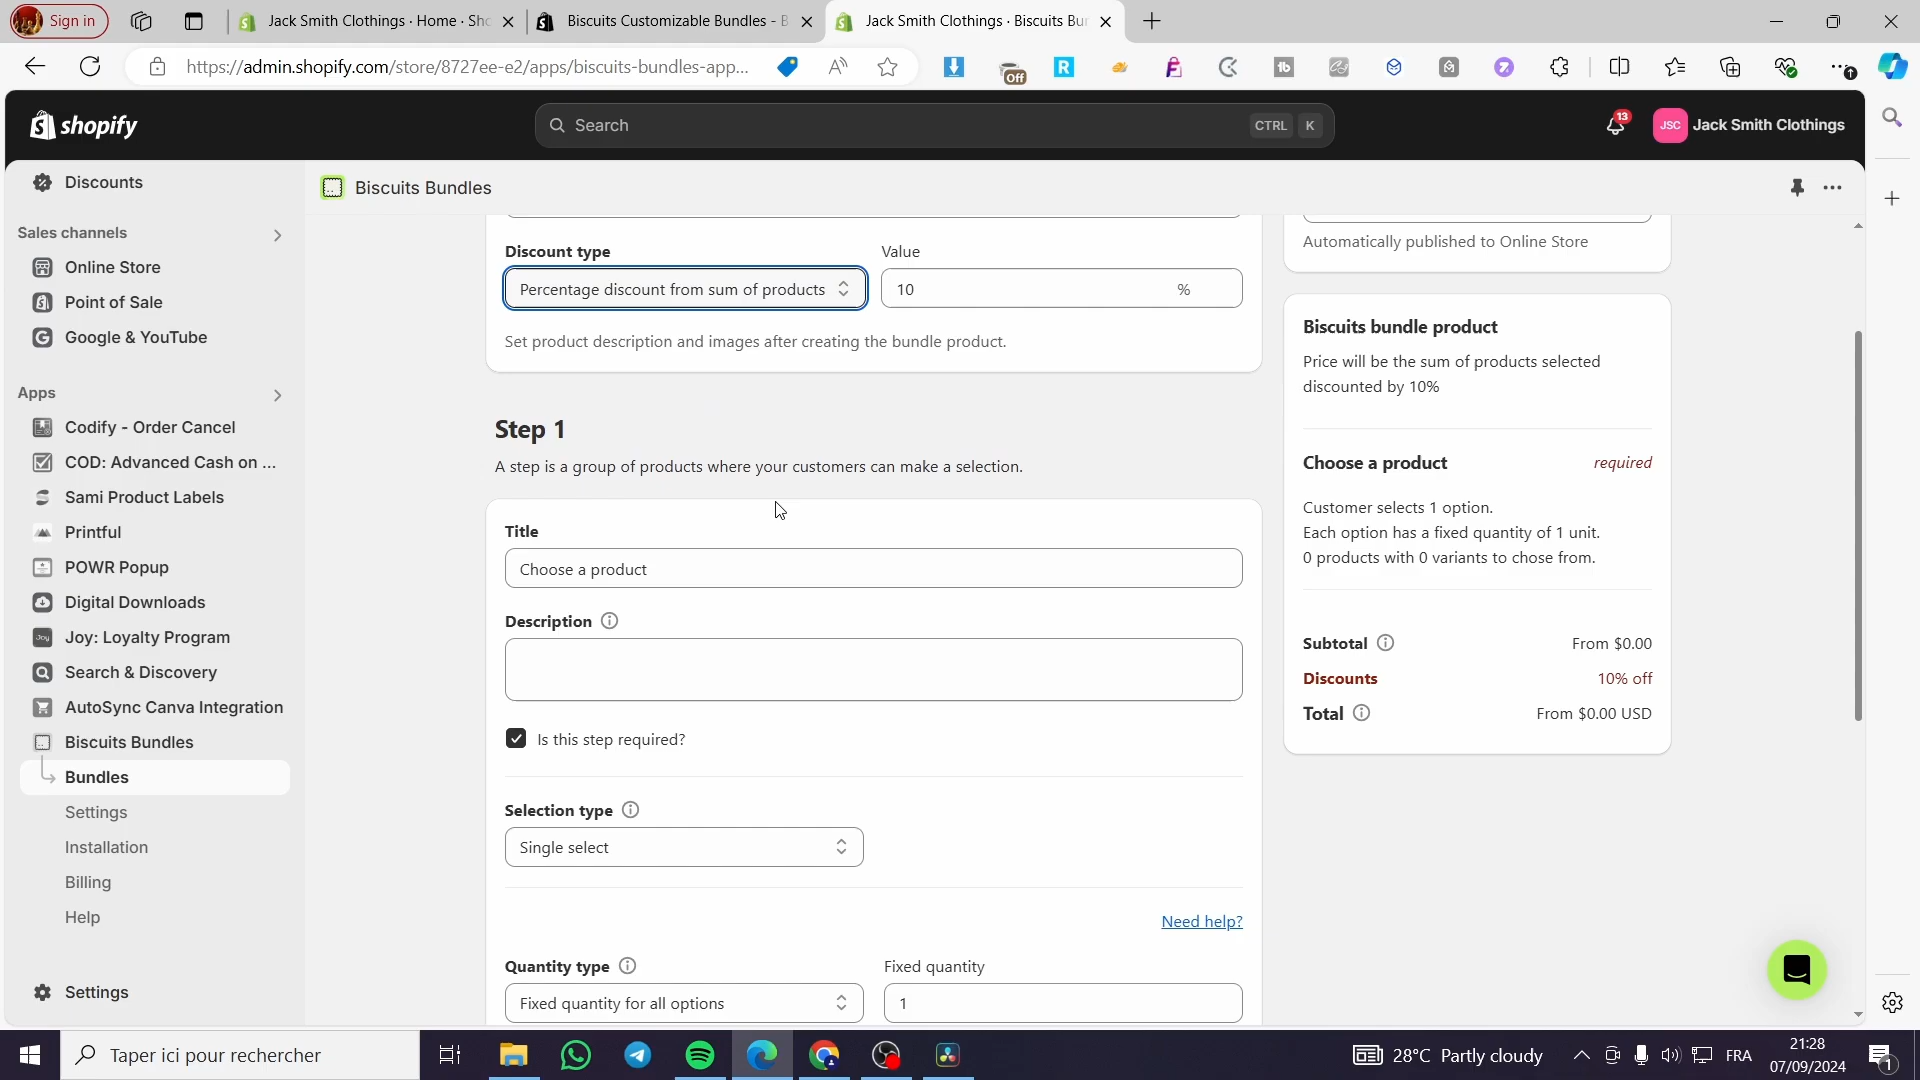 Sign in
Jack Smith Clothings · Home · Sho
Biscuits Customizable Bundles - B
Jack Smith Clothings · Biscuits Bun
https://admin.shopify.com/store/8727ee-e2/apps/biscuits-bundles-app...
Off
shopify
Search
CTRL K
13
JSC
Jack Smith Clothings
Discounts
Biscuits Bundles
Sales channels
Online Store
Point of Sale
Google & YouTube
Apps
Codify - Order Cancel
COD: Advanced Cash on ...
Sami Product Labels
Printful
POWR Popup
Digital Downloads
Joy: Loyalty Program
Search & Discovery
AutoSync Canva Integration
Biscuits Bundles
Bundles
Settings
Installation
Billing
Help
Settings
Discount type
Value
Percentage discount from sum of products
10 %
Set product description and images after creating the bundle product.
Step 1
A step is a group of products where your customers can make a selection.
Title
Choose a product
Description
Is this step required?
Selection type
Single select
Need help?
Quantity type
Fixed quantity
Fixed quantity for all options
1
Automatically published to Online Store
Biscuits bundle product
Price will be the sum of products selected
discounted by 10%
Choose a product required
Customer selects 1 option.
Each option has a fixed quantity of 1 unit.
0 products with 0 variants to chose from.
Subtotal From $0.00
Discounts 10% off
Total From $0.00 USD
Taper ici pour rechercher
28°C Partly cloudy
FRA
21:28
07/09/2024
1